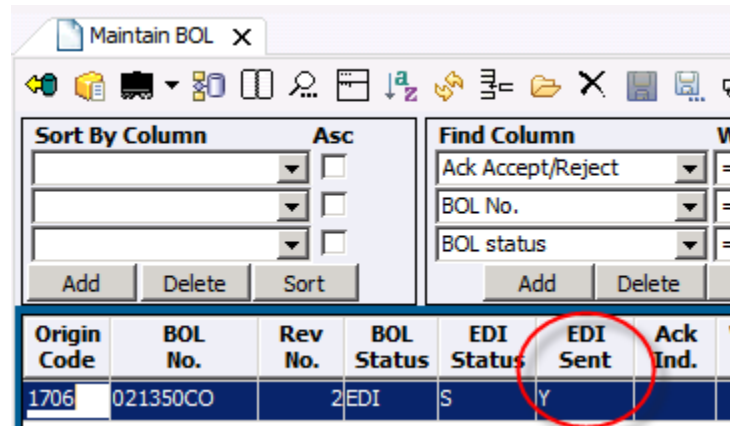 Maintain BOL X
Sort By Column Asc
Find Column
Ack Accept/Reject =
BOL No. =
BOL status =
Add Delete Sort
Add Delete
Origin Code BOL No. Rev No. BOL Status EDI Status EDI Sent Ack Ind.
1706 021350CO 2 EDI S Y